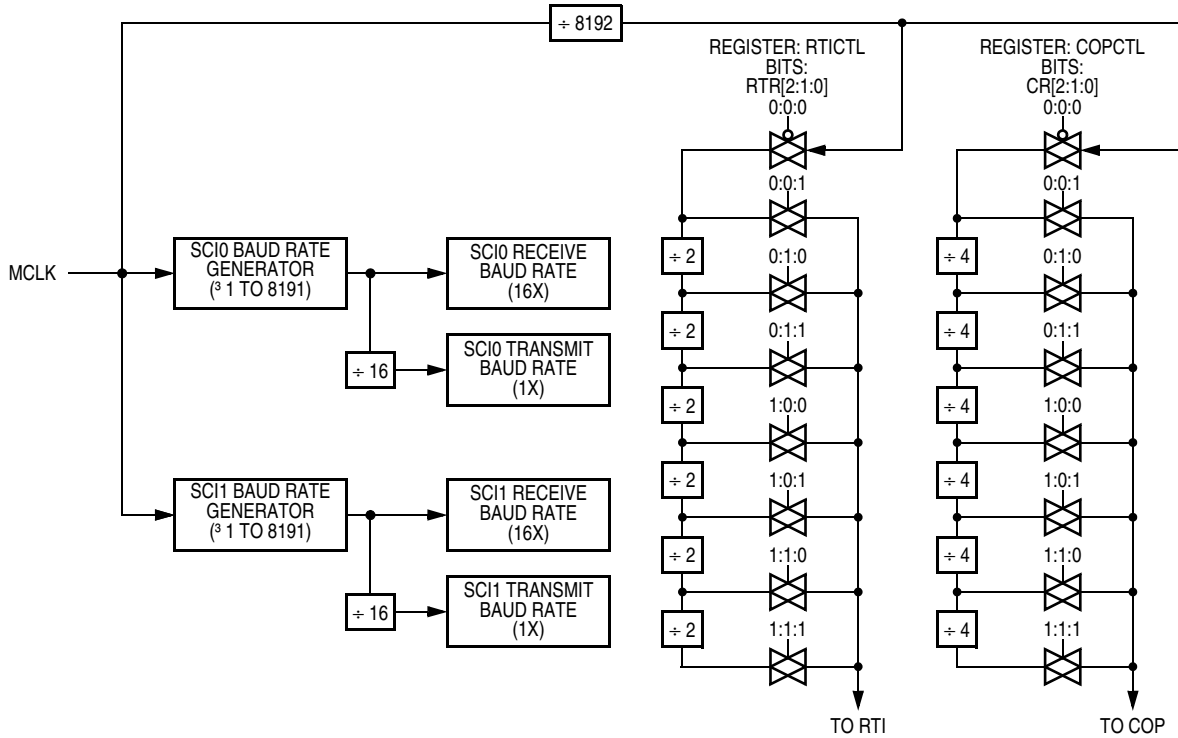 ÷ 8192
REGISTER: RTICTL
BITS:
RTR[2:1:0]
0:0:0
REGISTER: COPCTL
BITS:
CR[2:1:0]
0:0:0
0:0:1
0:0:1
MCLK
SCI0 BAUD RATE
GENERATOR
(³ 1 TO 8191)
SCI0 RECEIVE
BAUD RATE
(16X)
÷ 16
SCI0 TRANSMIT
BAUD RATE
(1X)
SCI1 BAUD RATE
GENERATOR
(³ 1 TO 8191)
SCI1 RECEIVE
BAUD RATE
(16X)
÷ 16
SCI1 TRANSMIT
BAUD RATE
(1X)
÷ 2
0:1:0
÷ 2
0:1:1
÷ 2
1:0:0
÷ 2
1:0:1
÷ 2
1:1:0
÷ 2
1:1:1
TO RTI
÷ 4
0:1:0
÷ 4
0:1:1
÷ 4
1:0:0
÷ 4
1:0:1
÷ 4
1:1:0
÷ 4
1:1:1
TO COP